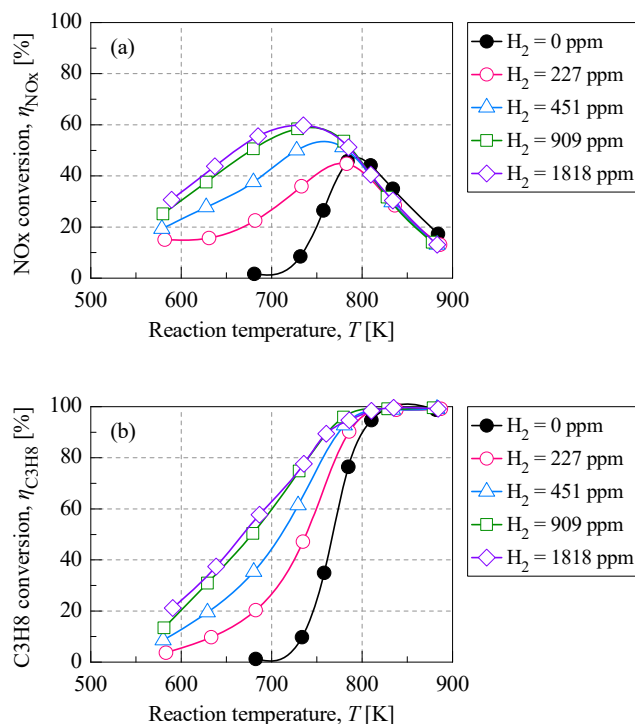 (a)
NOx conversion, η_NOx [%]
100
80
60
40
20
0
500 600 700 800 900
Reaction temperature, T [K]
H₂ = 0 ppm
H₂ = 227 ppm
H₂ = 451 ppm
H₂ = 909 ppm
H₂ = 1818 ppm
(b)
C3H8 conversion, η_C3H8 [%]
100
80
60
40
20
0
500 600 700 800 900
Reaction temperature, T [K]
H₂ = 0 ppm
H₂ = 227 ppm
H₂ = 451 ppm
H₂ = 909 ppm
H₂ = 1818 ppm